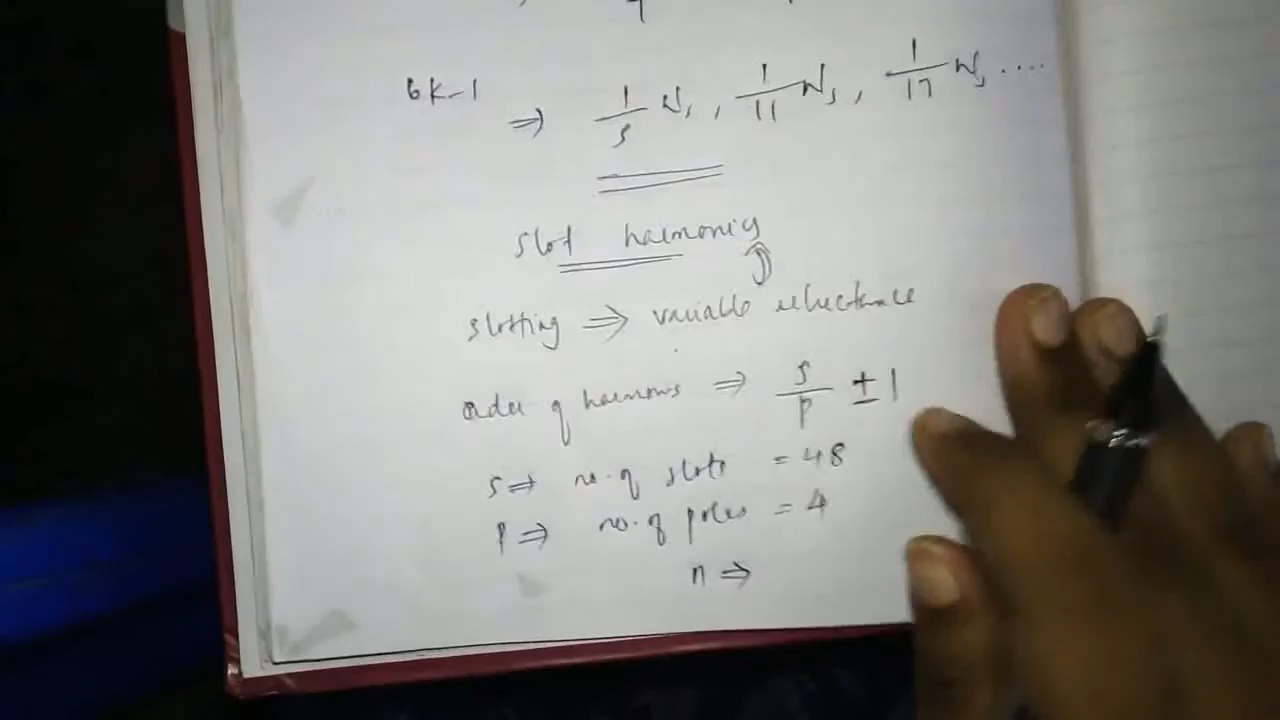 6K-1 ⇒ 1/5 Ns, 1/11 Ns, 1/17 Ns ....
Slot harmonics
slotting ⇒ variable reluctance
order of harmonics ⇒ S/P ± 1
S ⇒ no. of slots = 48
P ⇒ no. of poles = 4
n ⇒